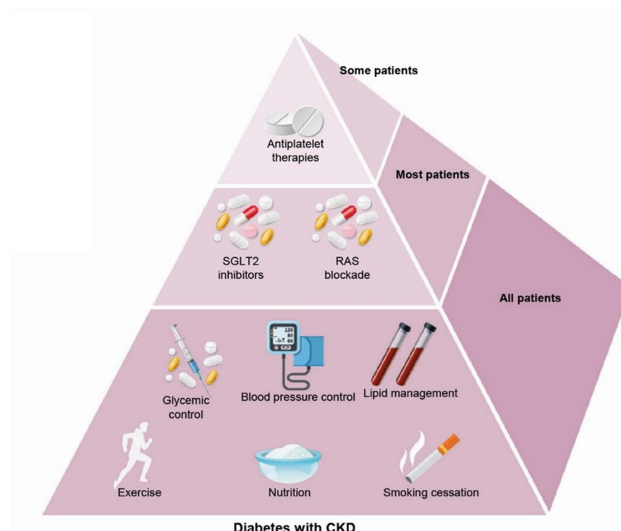 Some patients
Antiplatelet
therapies
Most patients
SGLT2
inhibitors
RAS
blockade
All patients
Glycemic
control
Blood pressure control
Lipid management
Exercise
Nutrition
Smoking cessation
Diabetes with CKD